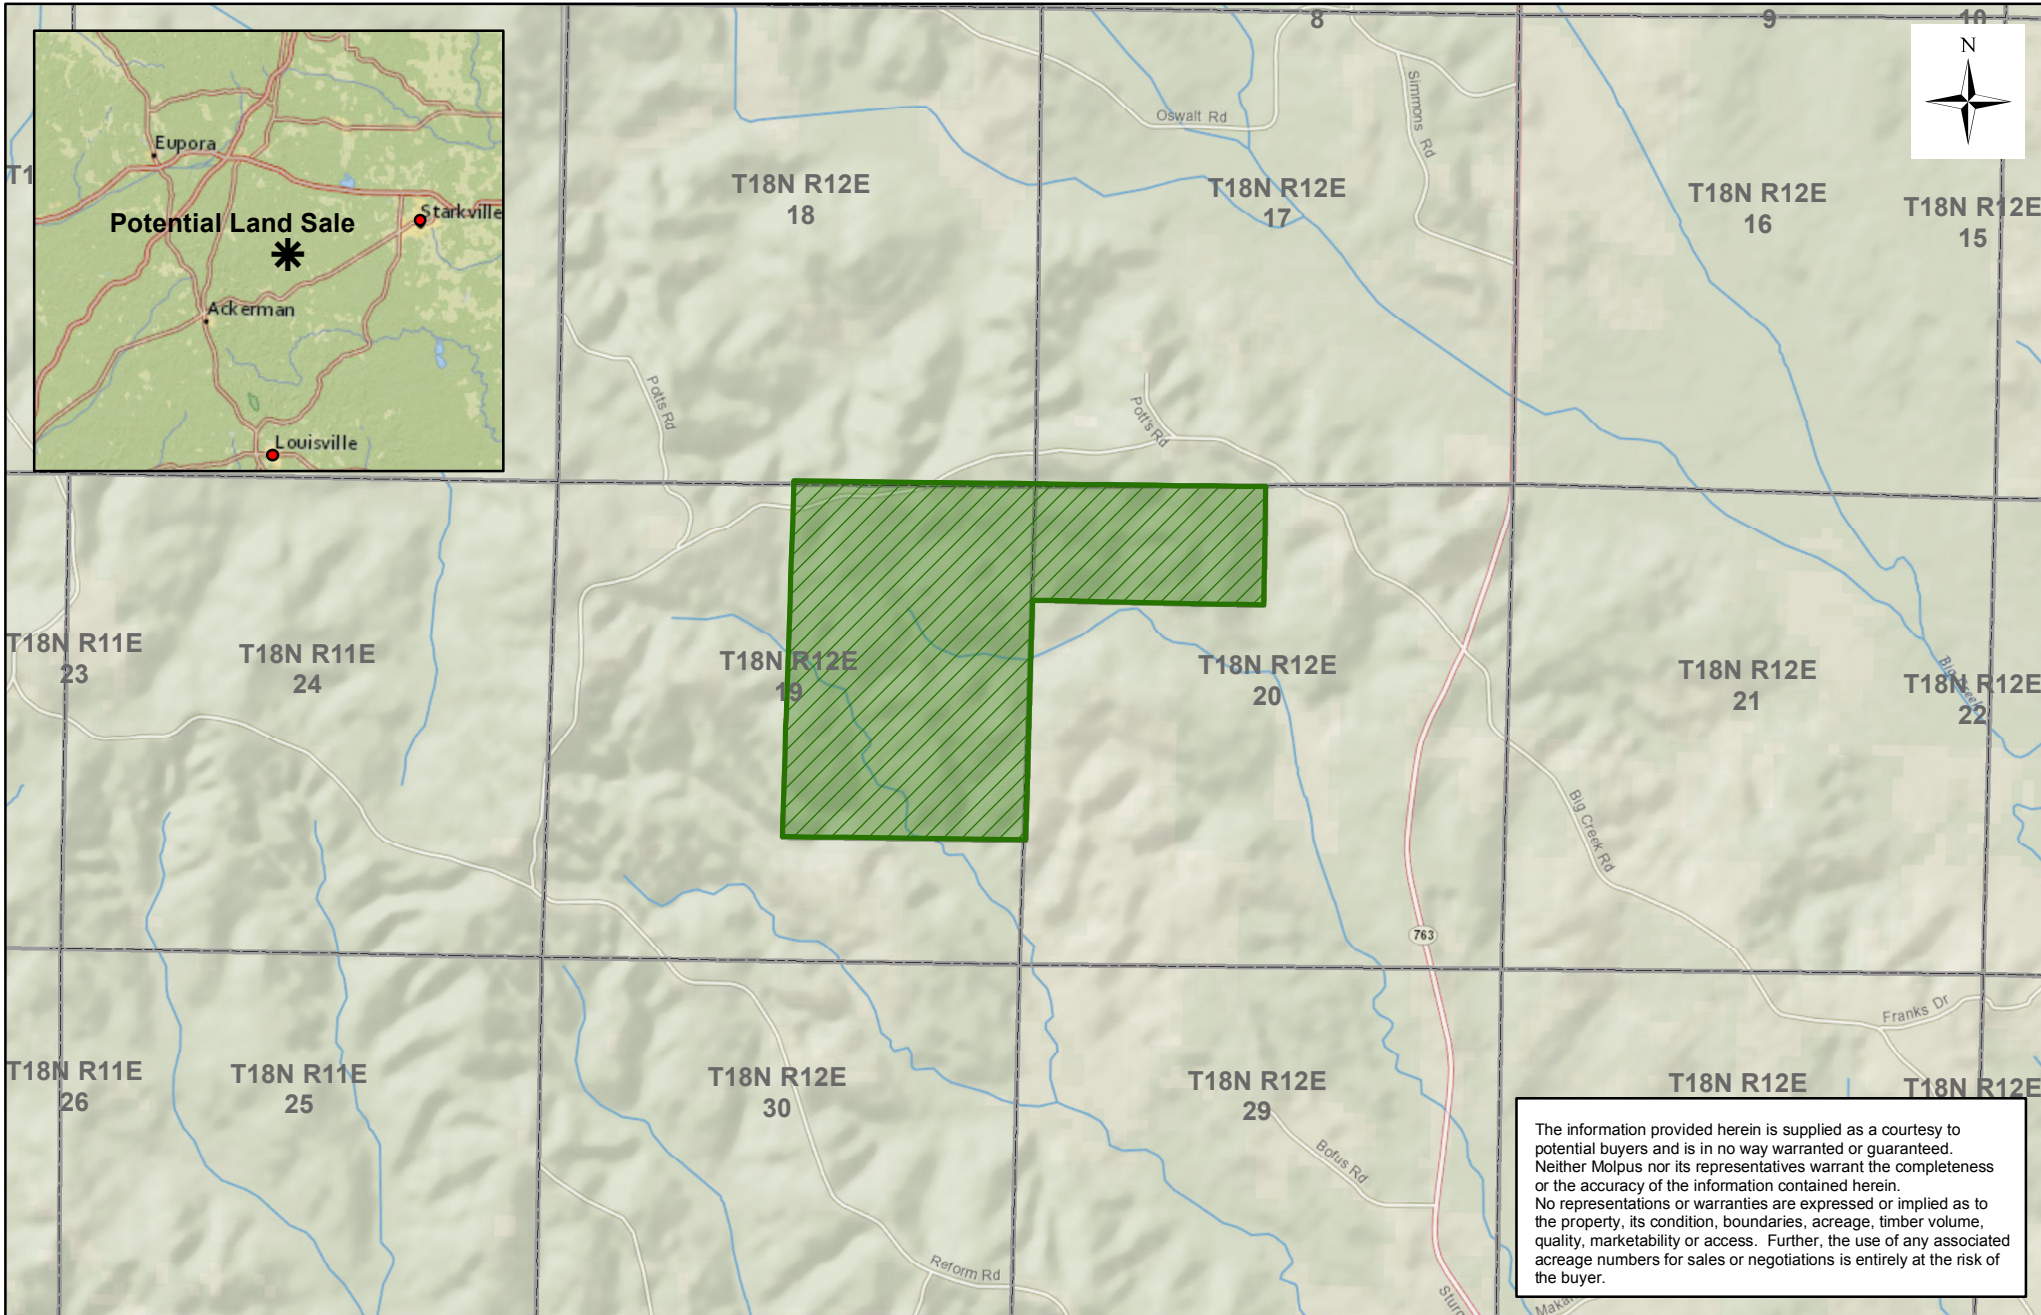 8
9
10
N
Eupora
Potential Land Sale
Starkville
Ackerman
Louisville
T1
Oswalt Rd
Simmons Rd
T18N R12E
18
T18N R12E
17
T18N R12E
16
T18N R12E
15
Potts Rd
Pott's Rd
T18N R11E
23
T18N R11E
24
T18N R12E
19
T18N R12E
20
T18N R12E
21
T18N R12E
22
Big Creek
Big Creek Rd
763
Franks Dr
T18N R11E
26
T18N R11E
25
T18N R12E
30
T18N R12E
29
T18N R12E
T18N R12E
Bofus Rd
Reform Rd
The information provided herein is supplied as a courtesy to
potential buyers and is in no way warranted or guaranteed.
Neither Molpus nor its representatives warrant the completeness
or the accuracy of the information contained herein.
No representations or warranties are expressed or implied as to
the property, its condition, boundaries, acreage, timber volume,
quality, marketability or access. Further, the use of any associated
acreage numbers for sales or negotiations is entirely at the risk of
the buyer.